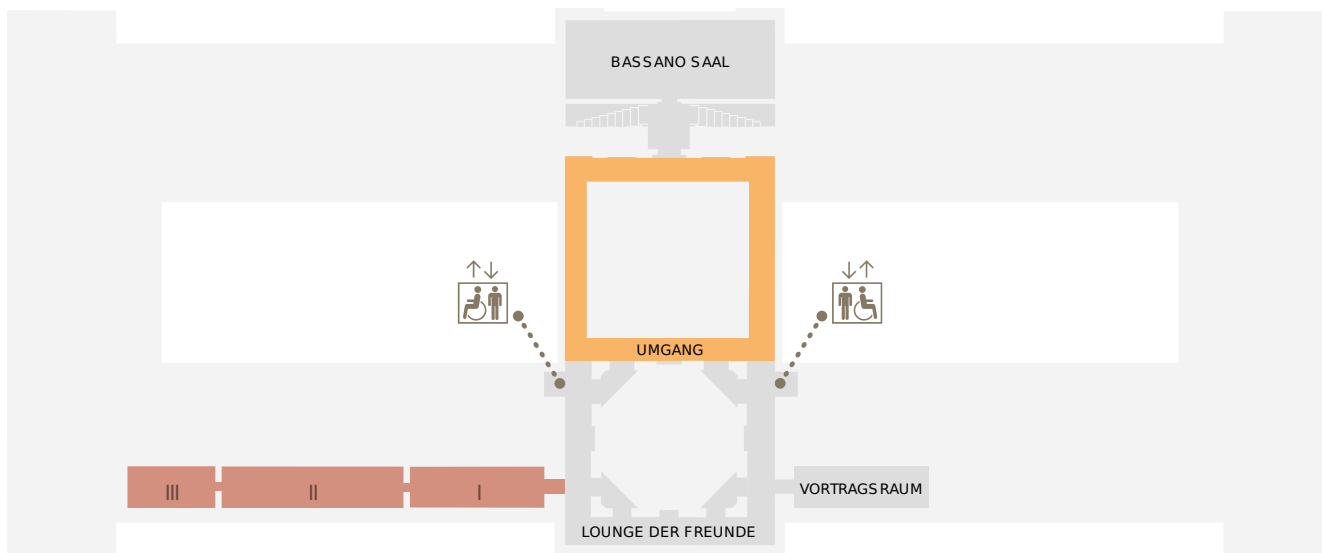 BASSANO SAAL
UMGANG
III
II
I
VORTRAGSRAUM
LOUNGE DER FREUNDE